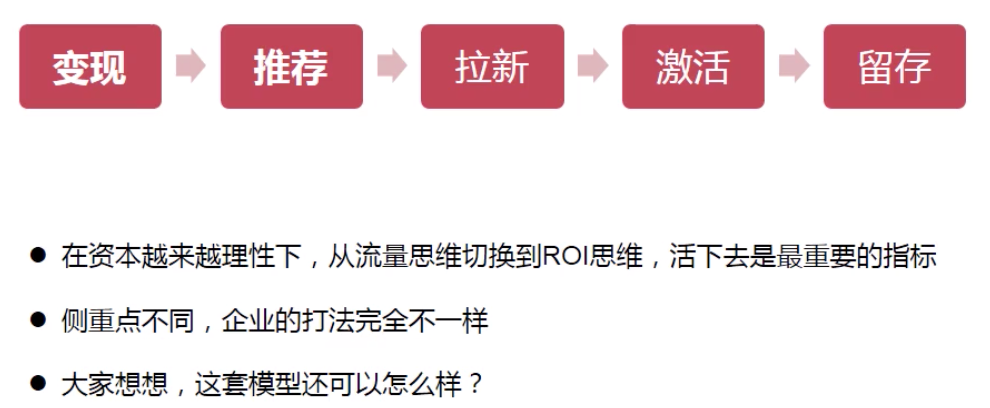 变现 推荐 拉新 激活 留存
● 在资本越来越理性下，从流量思维切换到ROI思维，活下去是最重要的指标
● 侧重点不同，企业的打法完全不一样
● 大家想想，这套模型还可以怎么样？